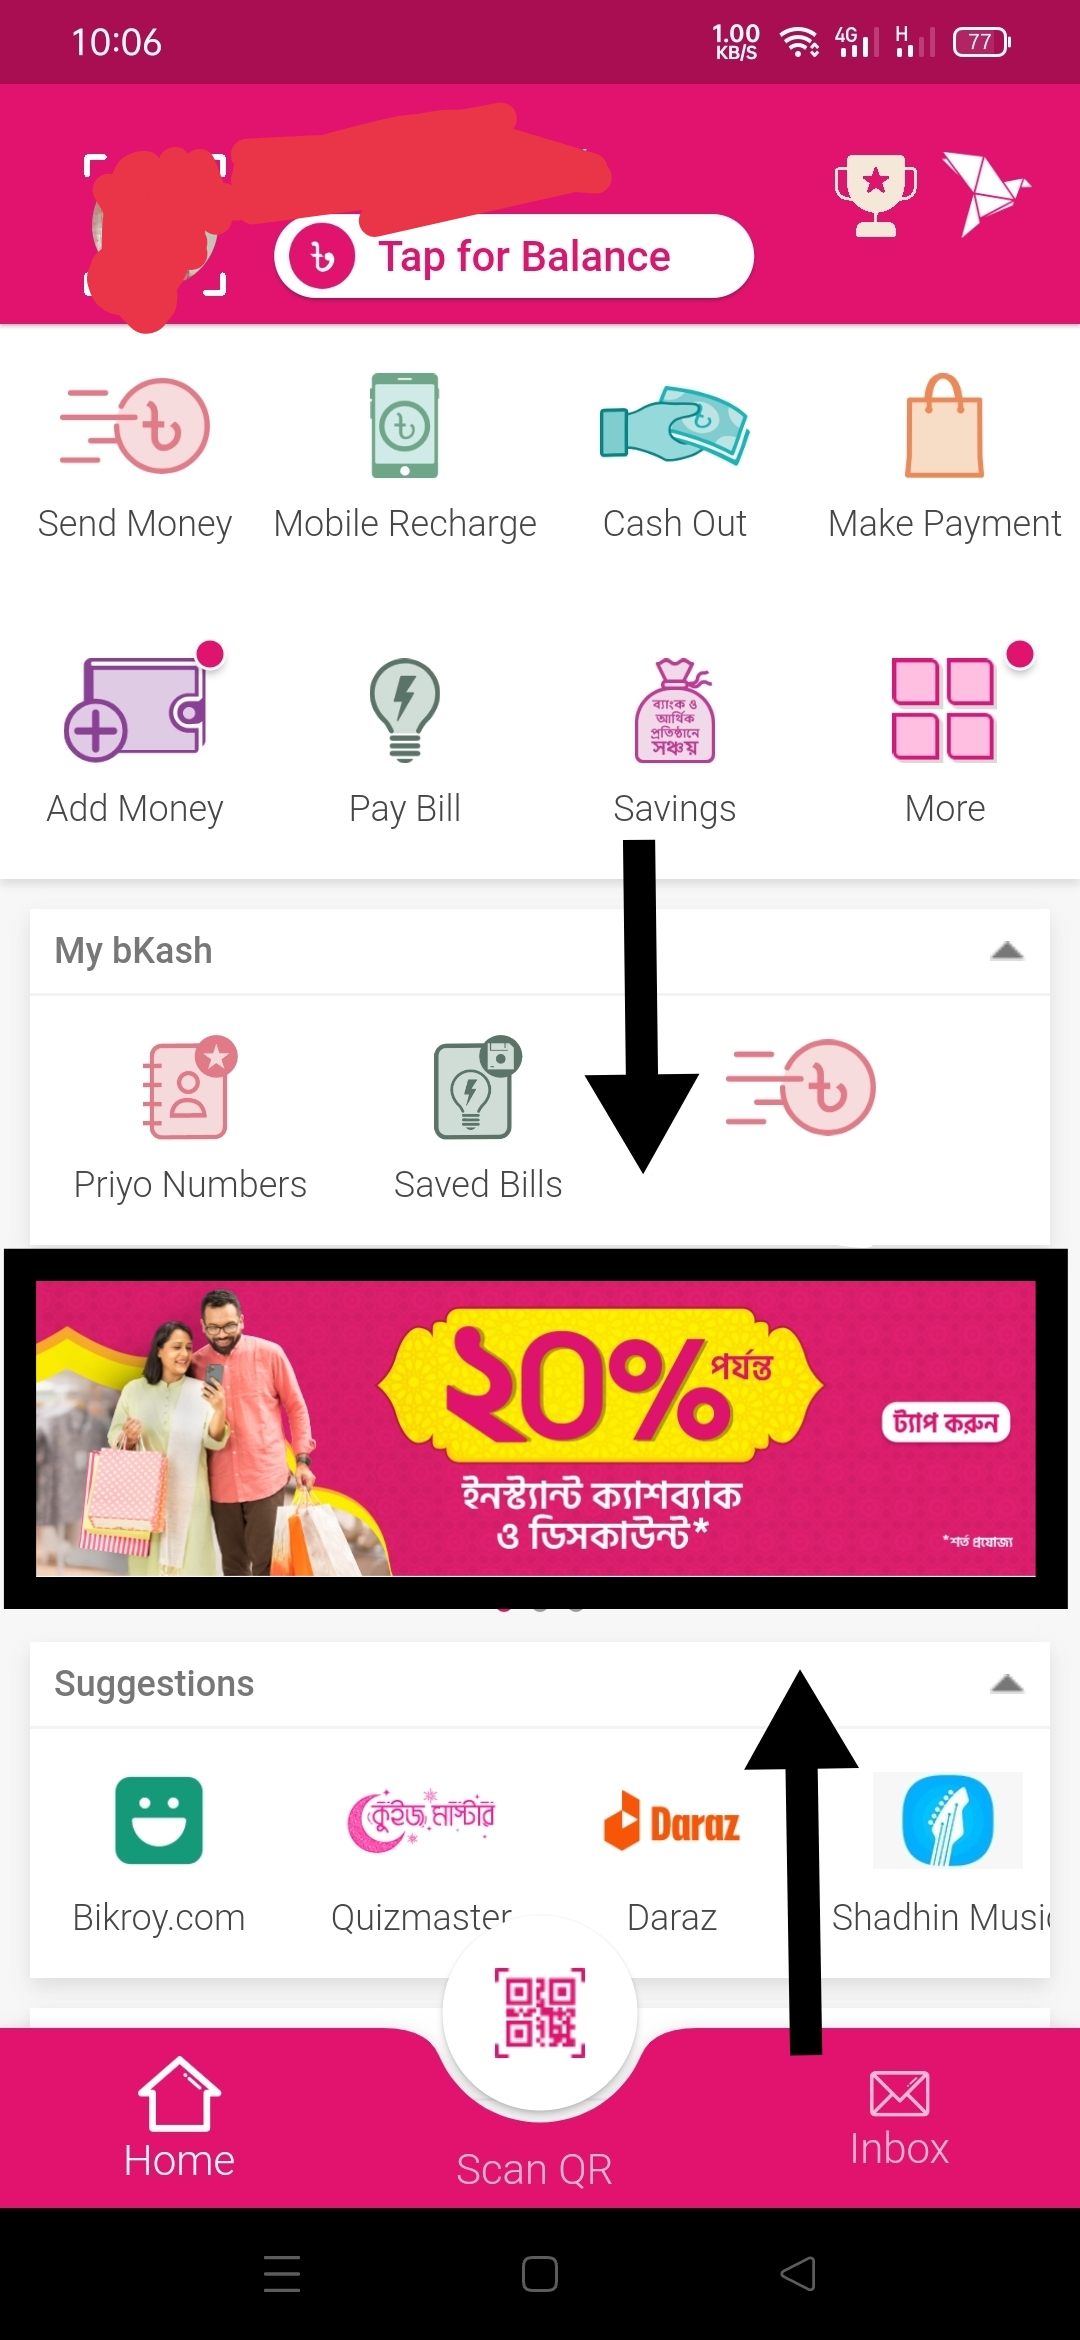 10:06
1.00
KB/S
4G
H
77
Tap for Balance
Send Money
Mobile Recharge
Cash Out
Make Payment
ব্যাংক ও
আর্থিক
প্রতিষ্ঠানে
সঞ্চয়
Add Money
Pay Bill
Savings
More
My bKash
Priyo Numbers
Saved Bills
২০% পর্যন্ত
ট্যাপ করুন
ইনস্ট্যান্ট ক্যাশব্যাক
ও ডিসকাউন্ট*
*শর্ত প্রযোজ্য
Suggestions
কুইজ মাস্টার
Daraz
Bikroy.com
Quizmaster
Daraz
Shadhin Music
Home
Scan QR
Inbox